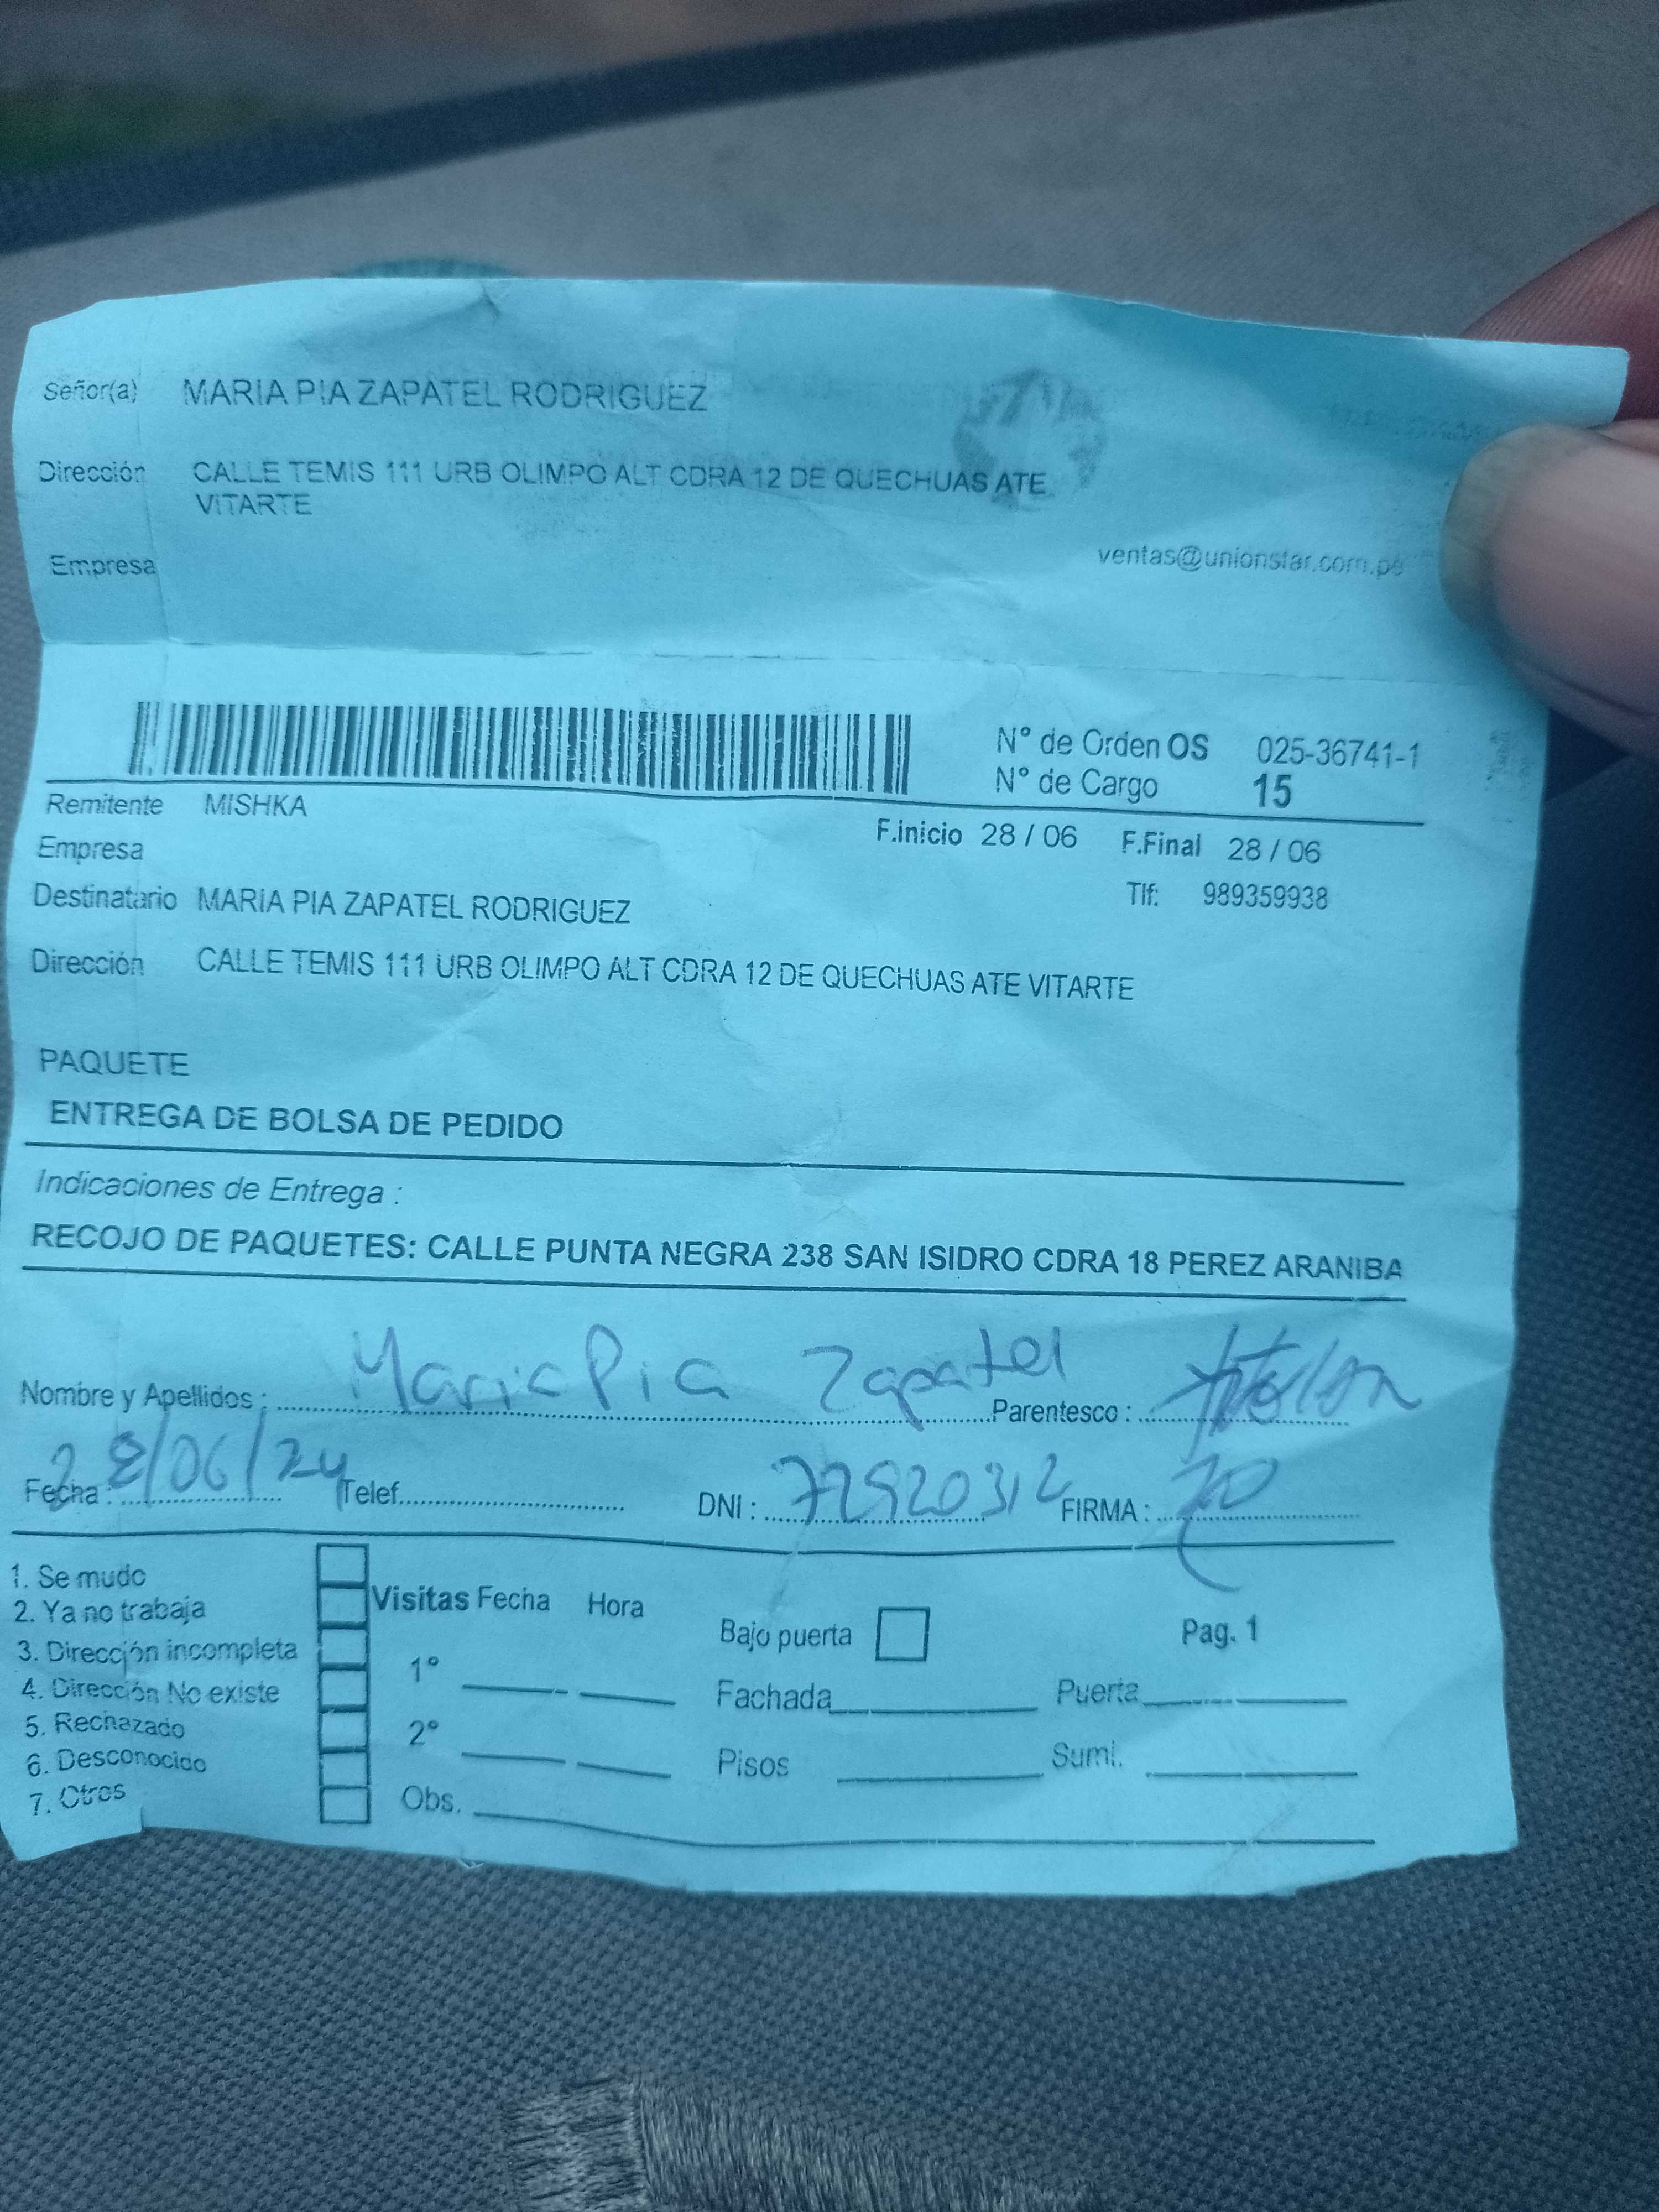 Señor(a) MARIA PIA ZAPATEL RODRIGUEZ
Dirección CALLE TEMIS 111 URB OLIMPO ALT CDRA 12 DE QUECHUAS ATE
VITARTE
Empresa
ventas@unionstar.com.pe
N° de Orden OS 025-36741-1
N° de Cargo 15
Remitente MISHKA
F.inicio 28 / 06 F.Final 28 / 06
Empresa
Destinatario MARIA PIA ZAPATEL RODRIGUEZ
Tlf: 989359938
Dirección CALLE TEMIS 111 URB OLIMPO ALT CDRA 12 DE QUECHUAS ATE VITARTE
PAQUETE
ENTREGA DE BOLSA DE PEDIDO
Indicaciones de Entrega :
RECOJO DE PAQUETES: CALLE PUNTA NEGRA 238 SAN ISIDRO CDRA 18 PEREZ ARANIBA
Nombre y Apellidos : Maria Pia Zapatel Parentesco :
Fecha : 28/06/24 Telef. DNI : 72920312 FIRMA :
1. Se mudo
2. Ya no trabaja
3. Dirección incompleta
4. Dirección No existe
5. Rechazado
6. Desconocido
7. Otros
Visitas Fecha Hora
1°
2°
Obs.
Bajo puerta
Pag. 1
Fachada Puerta
Pisos Sumi.